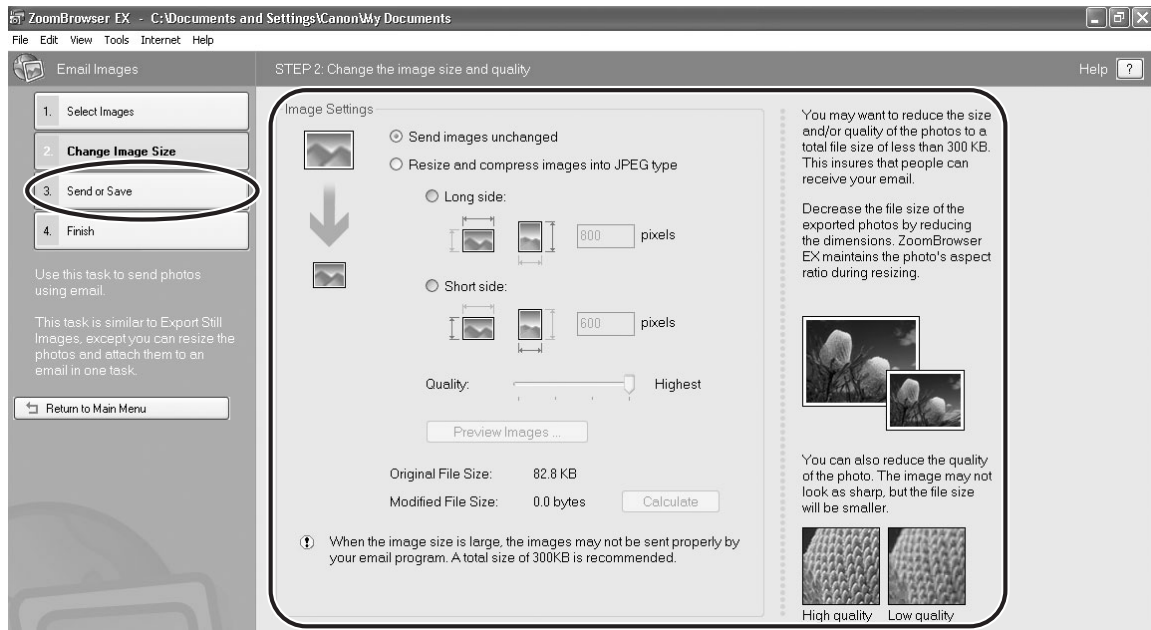 ZoomBrowser EX - C:\Documents and Settings\Canon\My Documents
File Edit View Tools Internet Help
Email Images
STEP 2: Change the image size and quality
Help ?
1. Select Images
2. Change Image Size
3. Send or Save
4. Finish
Use this task to send photos
using email.
This task is similar to Export Still
Images, except you can resize the
photos and attach them to an
email in one task.
Return to Main Menu
Image Settings
Send images unchanged
Resize and compress images into JPEG type
Long side:
800 pixels
Short side:
600 pixels
Quality: Highest
Preview Images ...
Original File Size: 82.8 KB
Modified File Size: 0.0 bytes Calculate
When the image size is large, the images may not be sent properly by
your email program. A total size of 300KB is recommended.
You may want to reduce the size
and/or quality of the photos to a
total file size of less than 300 KB.
This insures that people can
receive your email.
Decrease the file size of the
exported photos by reducing
the dimensions. ZoomBrowser
EX maintains the photo's aspect
ratio during resizing.
You can also reduce the quality
of the photo. The image may not
look as sharp, but the file size
will be smaller.
High quality Low quality